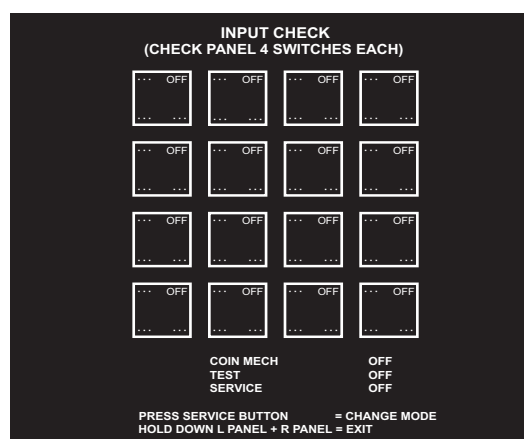 INPUT CHECK
(CHECK PANEL 4 SWITCHES EACH)
... OFF ... OFF ... OFF ... OFF
... ... ... ... ... ... ... ...
... OFF ... OFF ... OFF ... OFF
... ... ... ... ... ... ... ...
... OFF ... OFF ... OFF ... OFF
... ... ... ... ... ... ... ...
... OFF ... OFF ... OFF ... OFF
... ... ... ... ... ... ... ...
COIN MECH OFF
TEST OFF
SERVICE OFF
PRESS SERVICE BUTTON = CHANGE MODE
HOLD DOWN L PANEL + R PANEL = EXIT